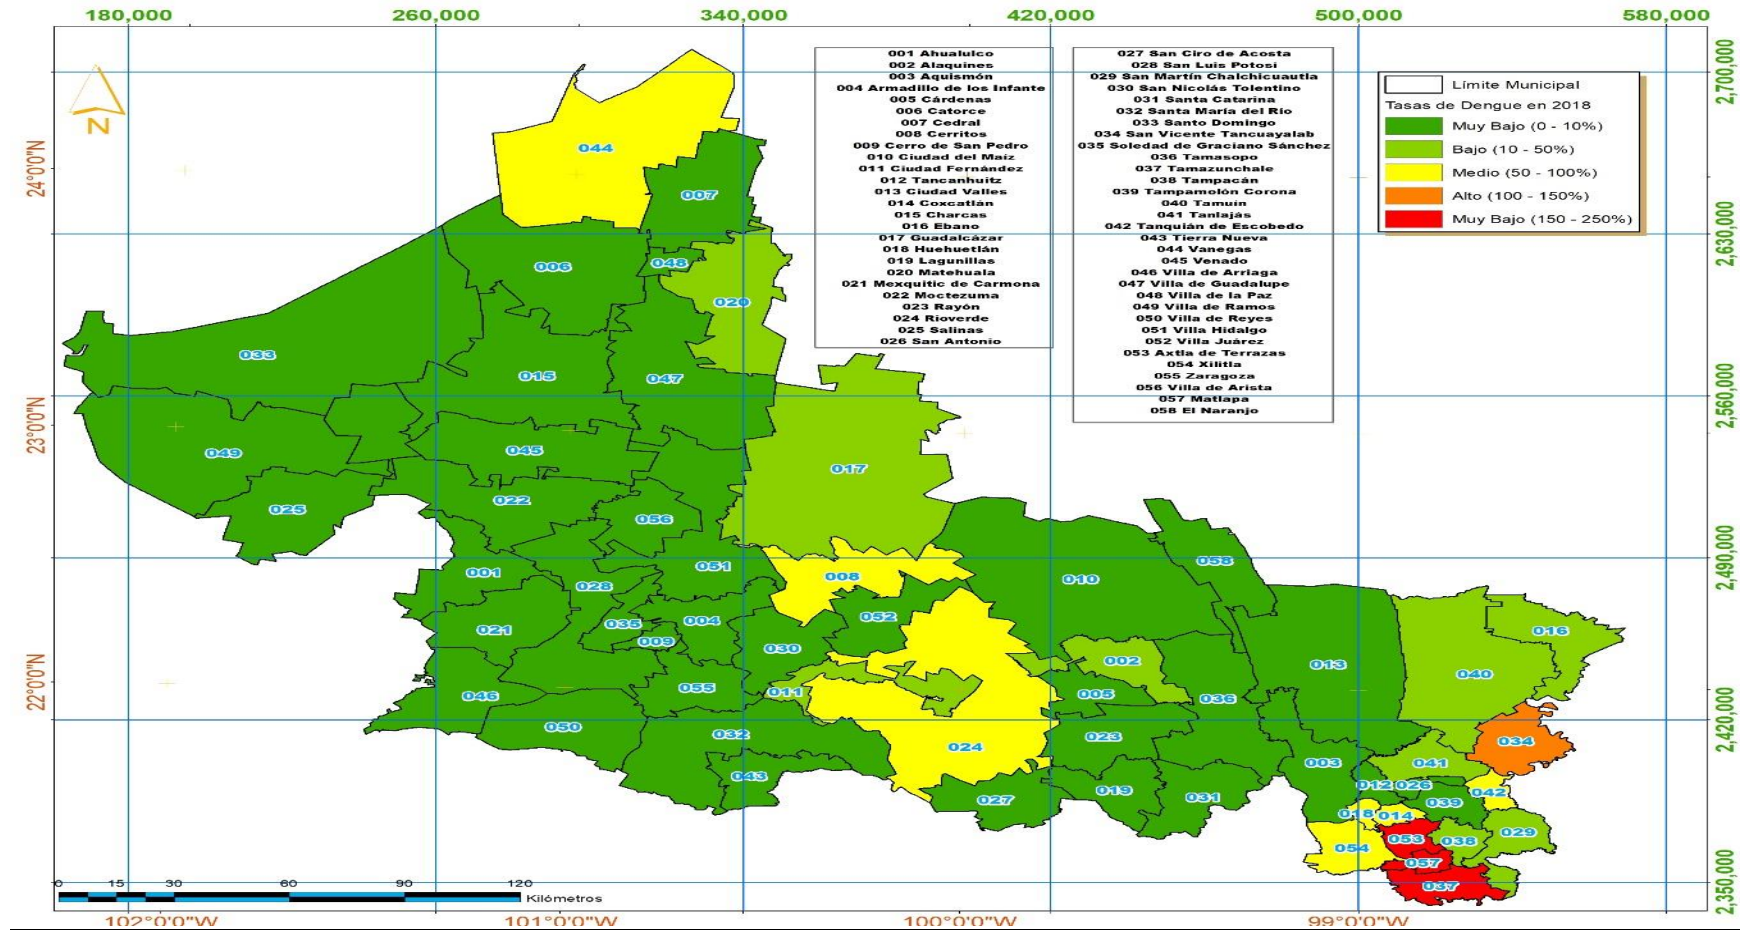 180,000 260,000 340,000 420,000 500,000 580,000
001 Ahualulco
002 Alaquines
003 Aquismón
004 Armadillo de los Infante
005 Cárdenas
006 Catorce
007 Cedral
008 Cerritos
009 Cerro de San Pedro
010 Ciudad del Maíz
011 Ciudad Fernández
012 Tancanhuitz
013 Ciudad Valles
014 Coxcatlán
015 Charcas
016 Ebano
017 Guadalcázar
018 Huehuetlán
019 Lagunillas
020 Matehuala
021 Mexquitic de Carmona
022 Moctezuma
023 Rayón
024 Rioverde
025 Salinas
026 San Antonio
027 San Ciro de Acosta
028 San Luis Potosí
029 San Martín Chalchicuautla
030 San Nicolás Tolentino
031 Santa Catarina
032 Santa María del Río
033 Santo Domingo
034 San Vicente Tancuayalab
035 Soledad de Graciano Sánchez
036 Tamasopo
037 Tamazunchale
038 Tampacán
039 Tampamolón Corona
040 Tamuín
041 Tanlajás
042 Tanquián de Escobedo
043 Tierra Nueva
044 Vanegas
045 Venado
046 Villa de Arriaga
047 Villa de Guadalupe
048 Villa de la Paz
049 Villa de Ramos
050 Villa de Reyes
051 Villa Hidalgo
052 Villa Juárez
053 Axtla de Terrazas
054 Xilitla
055 Zaragoza
056 Villa de Arista
057 Matlapa
058 El Naranjo
Límite Municipal
Tasas de Dengue en 2018
Muy Bajo (0 - 10%)
Bajo (10 - 50%)
Medio (50 - 100%)
Alto (100 - 150%)
Muy Bajo (150 - 250%)
N
24°0'0"N
23°0'0"N
22°0'0"N
2,700,000
2,630,000
2,560,000
2,490,000
2,420,000
2,350,000
044
007
006
048
020
033
015
047
049
045
017
025
022
056
001
028
051
008
010
058
021
035
004
009
052
030
016
013
002
040
046
055
011
005
036
050
032
024
023
034
043
003
041
027
019
031
012
026
042
039
018
014
029
054
053
038
057
037
0 15 30 60 90 120
Kilómetros
102°0'0"W 101°0'0"W 100°0'0"W 99°0'0"W